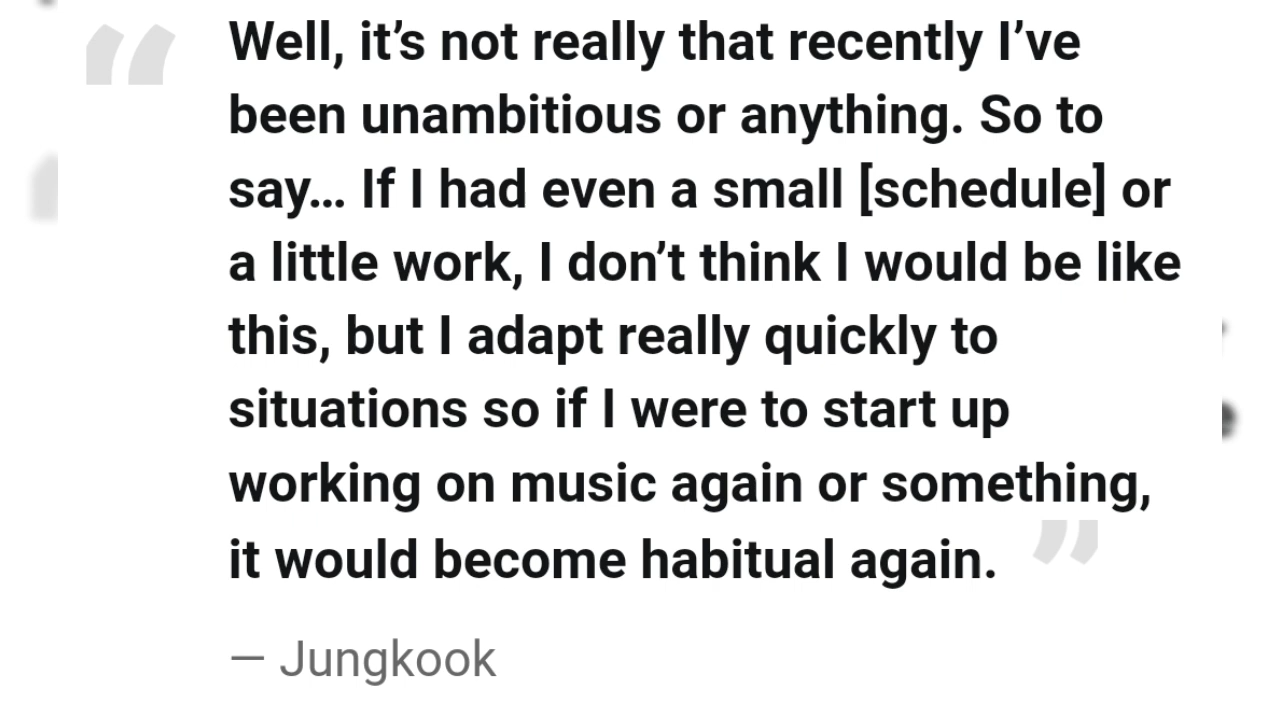 “
Well, it’s not really that recently I’ve
been unambitious or anything. So to
say… If I had even a small [schedule] or
a little work, I don’t think I would be like
this, but I adapt really quickly to
situations so if I were to start up
working on music again or something,
it would become habitual again. ”
— Jungkook